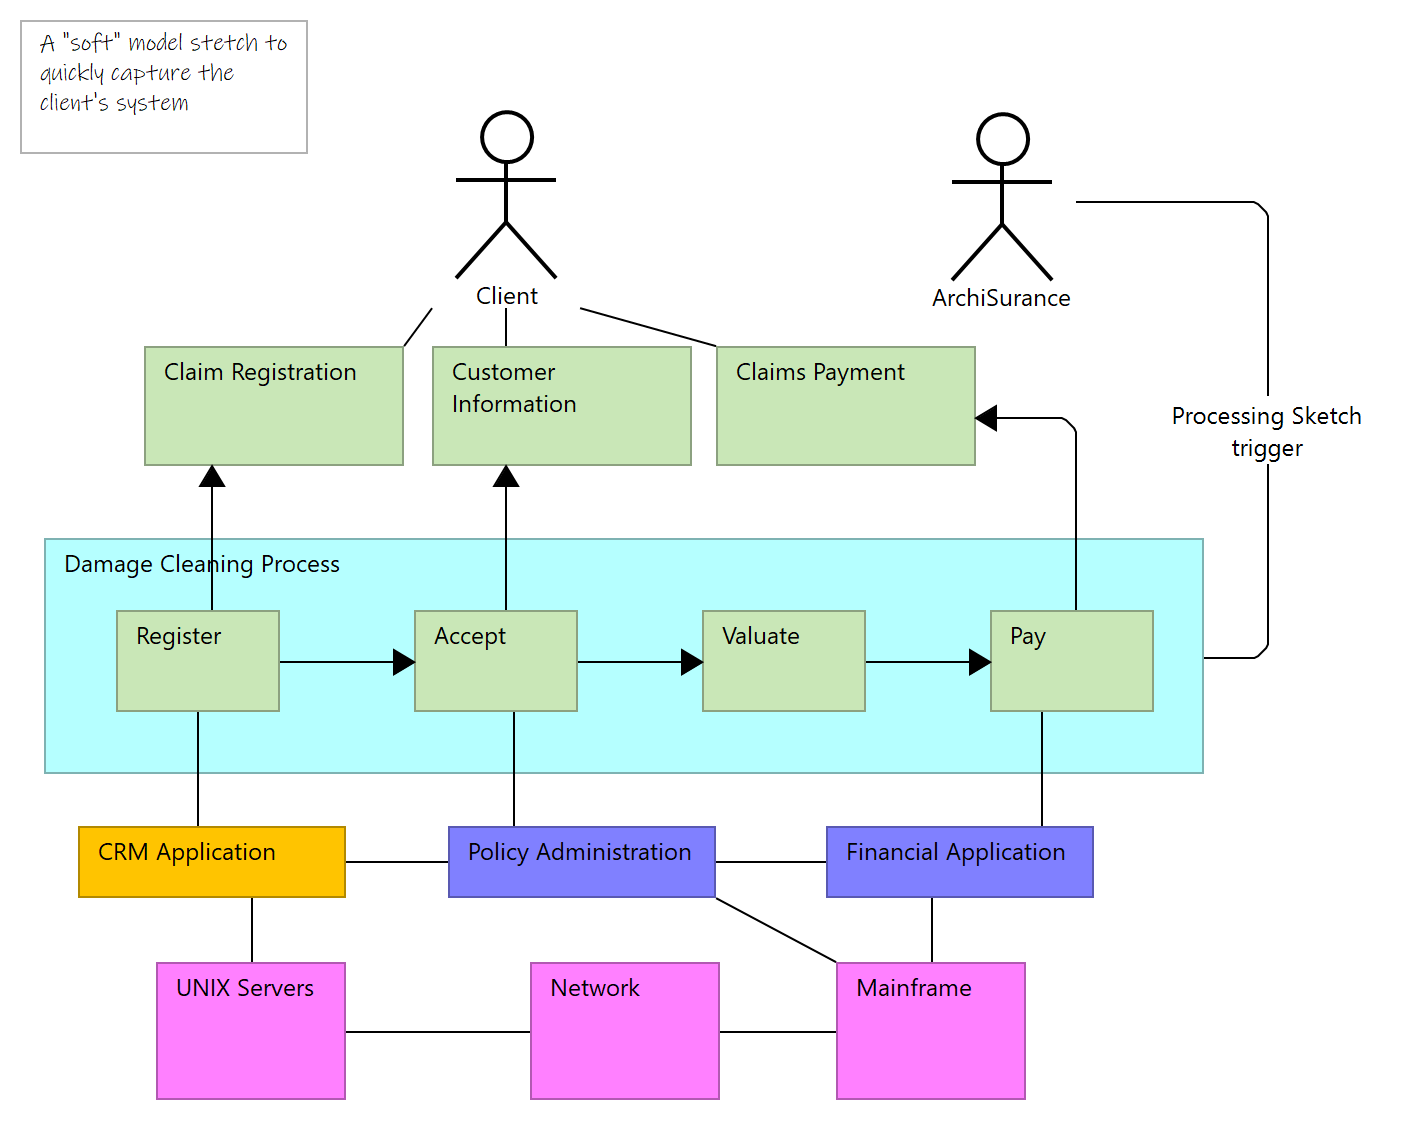 A "soft" model stetch to
quickly capture the
client's system
Client
ArchiSurance
Claim Registration
Customer
Information
Claims Payment
Processing Sketch
trigger
Damage Cleaning Process
Register
Accept
Valuate
Pay
CRM Application
Policy Administration
Financial Application
UNIX Servers
Network
Mainframe